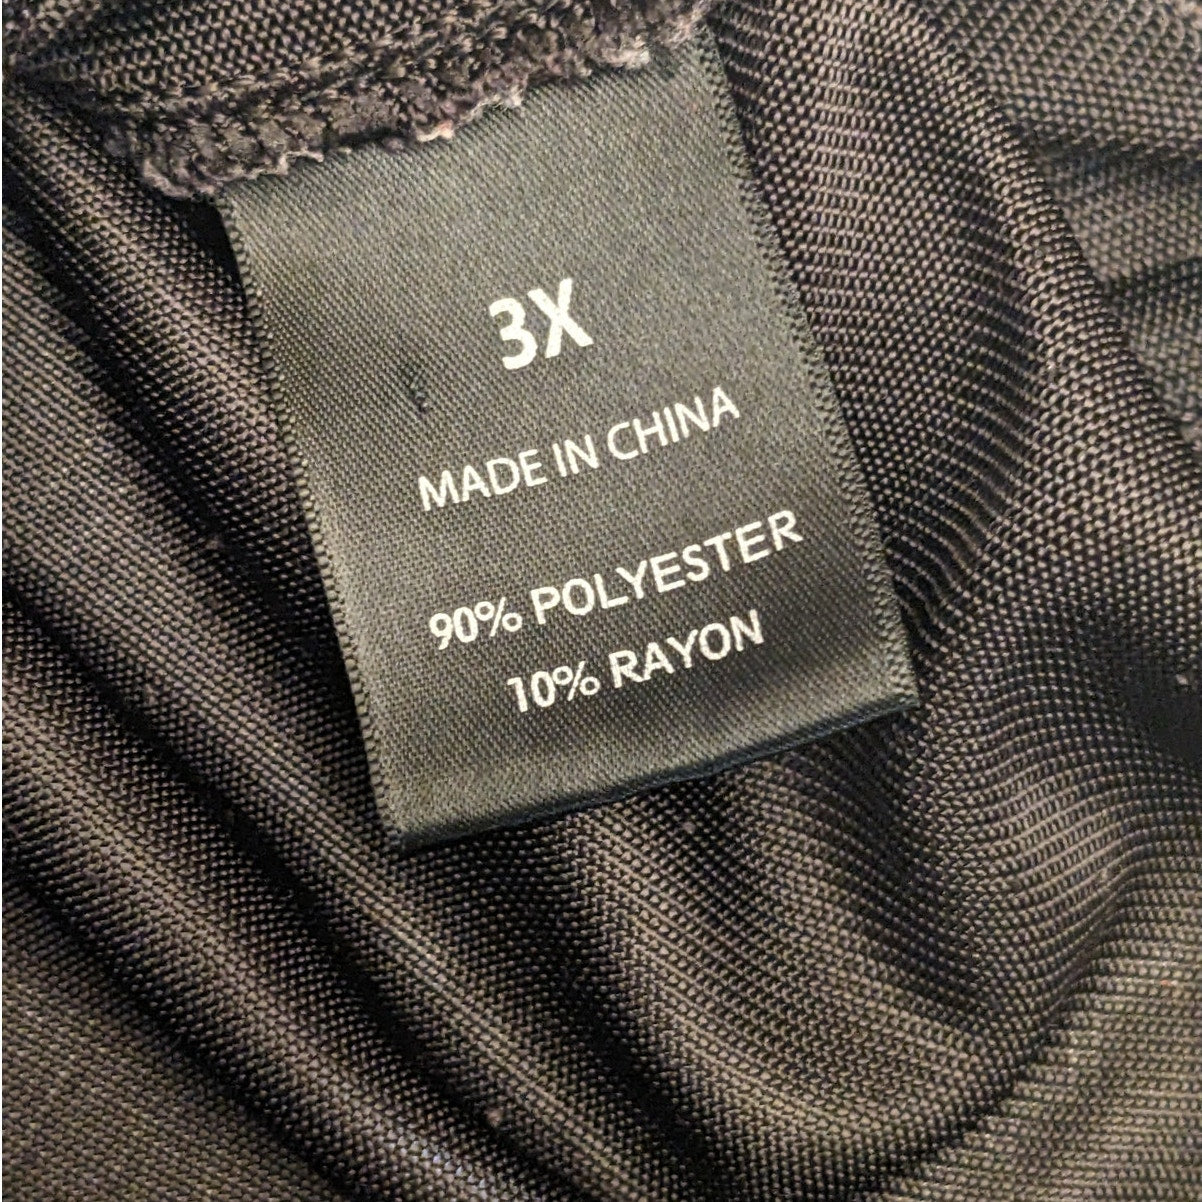 3X
MADE IN CHINA
90% POLYESTER
10% RAYON